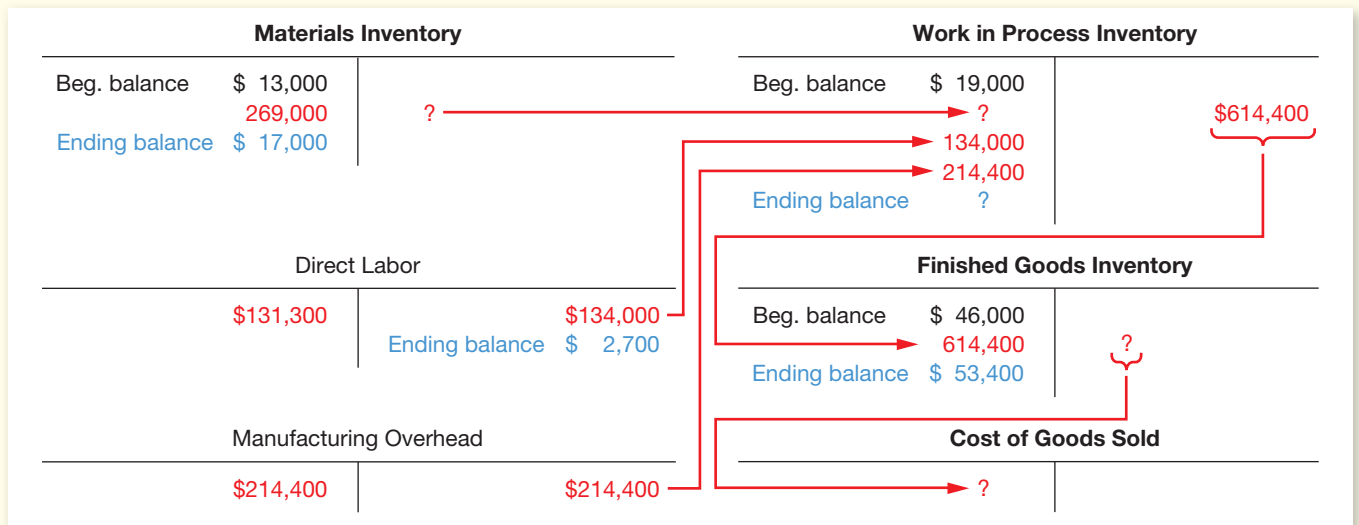 Materials Inventory
Beg. balance $ 13,000
269,000 ?
Ending balance $ 17,000
Work in Process Inventory
Beg. balance $ 19,000
? $614,400
134,000
214,400
Ending balance ?
Direct Labor
$131,300 $134,000
Ending balance $ 2,700
Finished Goods Inventory
Beg. balance $ 46,000
614,400 ?
Ending balance $ 53,400
Manufacturing Overhead
$214,400 $214,400
Cost of Goods Sold
?